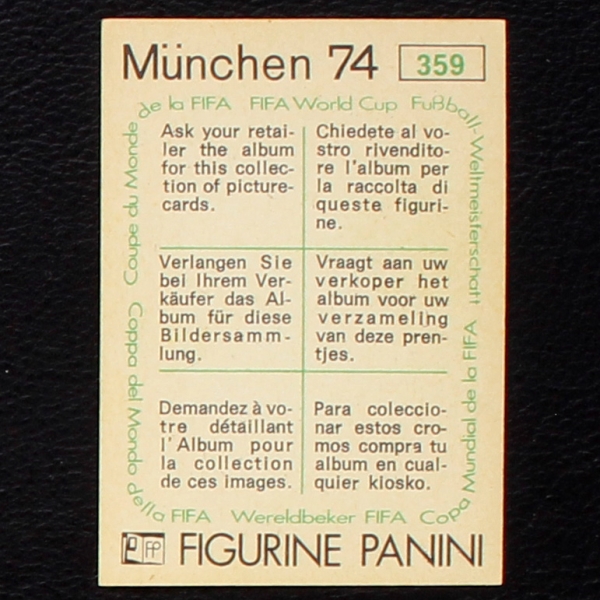 München 74 359
de la FIFA FIFA World Cup Fußball-Weltmeisterschaft
Ask your retai-
ler the album
for this collec-
tion of picture-
cards.
Chiedete al vo-
stro rivendito-
re l'album per
la raccolta di
queste figuri-
ne.
Verlangen Sie
bei Ihrem Ver-
käufer das Al-
bum für diese
Bildersamm-
lung.
Vraagt aan uw
verkoper het
album voor uw
verzameling
van deze pren-
tjes.
Demandez à vo-
tre détaillant
l'Album pour
la collection
de ces images.
Para coleccio-
nar estos cro-
mos compra tu
album en cual-
quier kiosko.
Coupe du Monde
Coppa del Mondo
della FIFA Wereldbeker FIFA Copa Mundial de la FIFA
FP FIGURINE PANINI